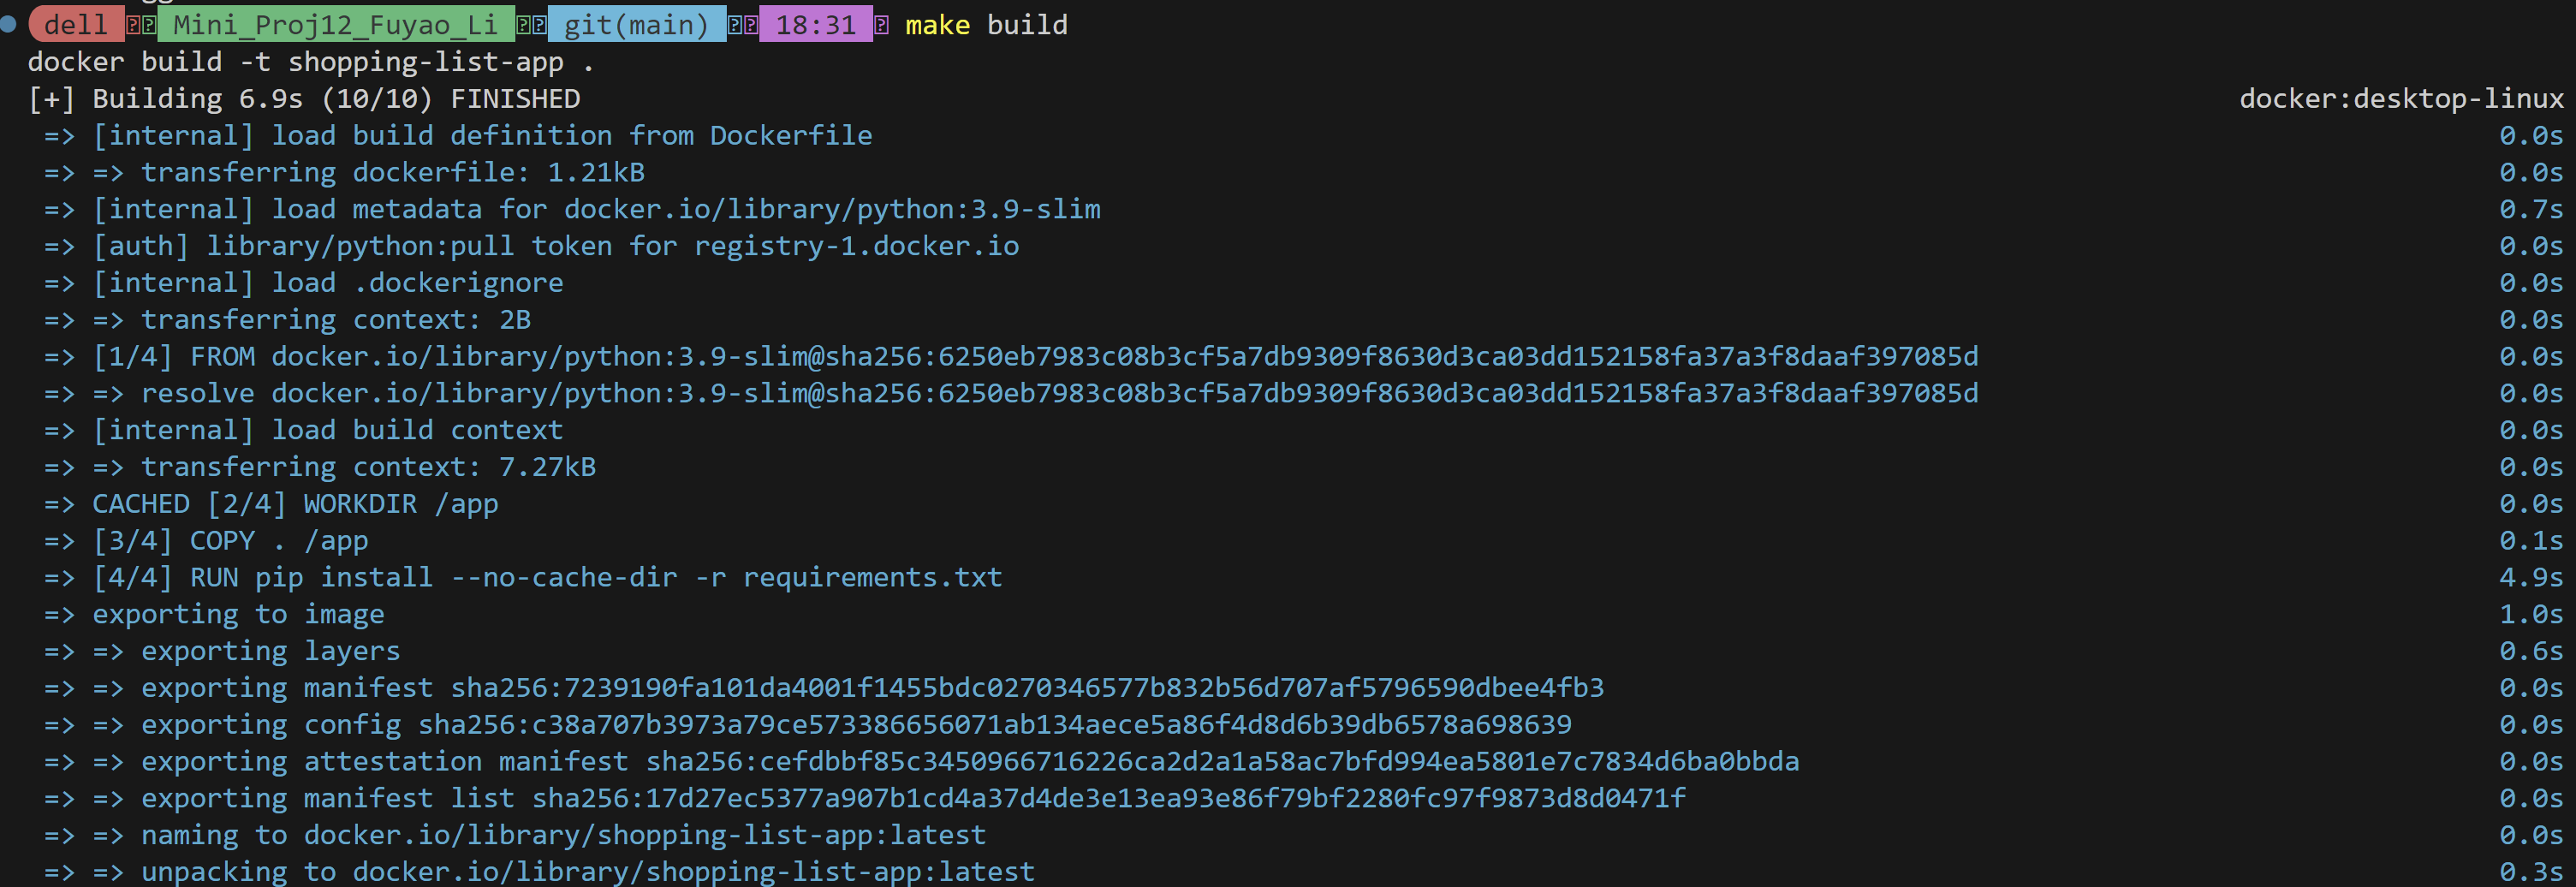 dell Mini_Proj12_Fuyao_Li git(main) 18:31 make build
docker build -t shopping-list-app .
[+] Building 6.9s (10/10) FINISHED docker:desktop-linux
=> [internal] load build definition from Dockerfile 0.0s
=> => transferring dockerfile: 1.21kB 0.0s
=> [internal] load metadata for docker.io/library/python:3.9-slim 0.7s
=> [auth] library/python:pull token for registry-1.docker.io 0.0s
=> [internal] load .dockerignore 0.0s
=> => transferring context: 2B 0.0s
=> [1/4] FROM docker.io/library/python:3.9-slim@sha256:6250eb7983c08b3cf5a7db9309f8630d3ca03dd152158fa37a3f8daaf397085d 0.0s
=> => resolve docker.io/library/python:3.9-slim@sha256:6250eb7983c08b3cf5a7db9309f8630d3ca03dd152158fa37a3f8daaf397085d 0.0s
=> [internal] load build context 0.0s
=> => transferring context: 7.27kB 0.0s
=> CACHED [2/4] WORKDIR /app 0.0s
=> [3/4] COPY . /app 0.1s
=> [4/4] RUN pip install --no-cache-dir -r requirements.txt 4.9s
=> exporting to image 1.0s
=> => exporting layers 0.6s
=> => exporting manifest sha256:7239190fa101da4001f1455bdc0270346577b832b56d707af5796590dbee4fb3 0.0s
=> => exporting config sha256:c38a707b3973a79ce573386656071ab134aece5a86f4d8d6b39db6578a698639 0.0s
=> => exporting attestation manifest sha256:cefdbbf85c3450966716226ca2d2a1a58ac7bfd994ea5801e7c7834d6ba0bbda 0.0s
=> => exporting manifest list sha256:17d27ec5377a907b1cd4a37d4de3e13ea93e86f79bf2280fc97f9873d8d0471f 0.0s
=> => naming to docker.io/library/shopping-list-app:latest 0.0s
=> => unpacking to docker.io/library/shopping-list-app:latest 0.3s